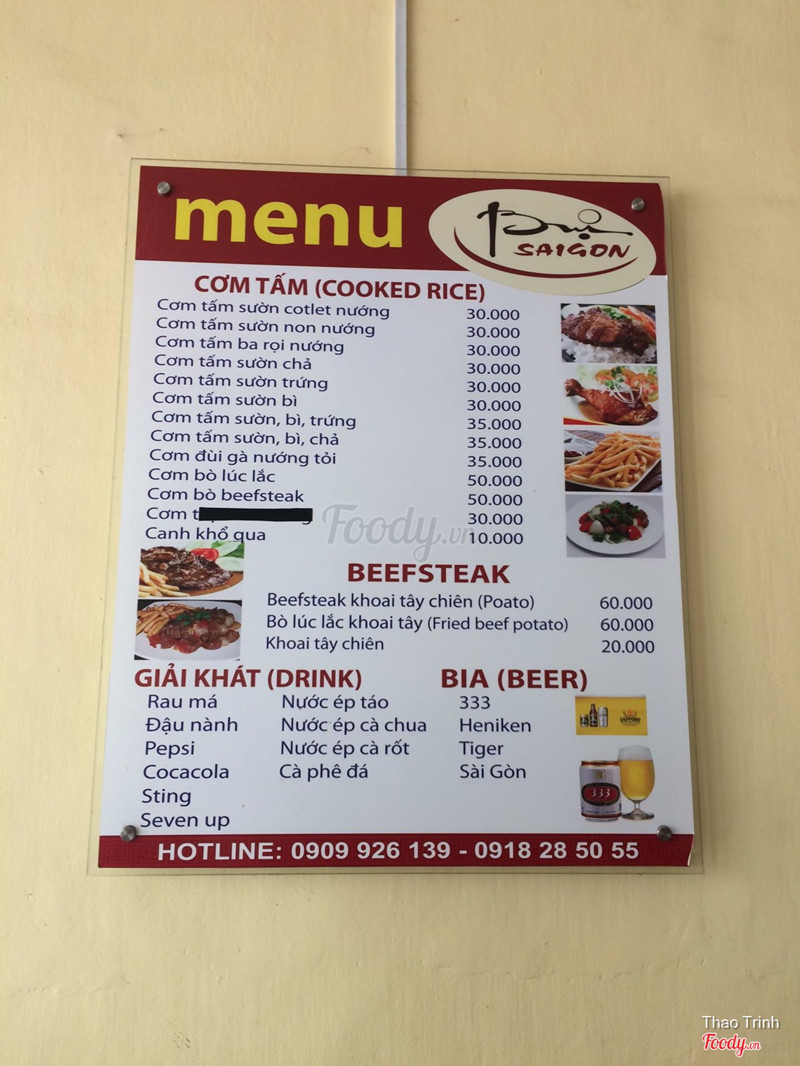 menu
Bụi
SAIGON
CƠM TẤM (COOKED RICE)
Cơm tấm sườn cotlet nướng 30.000
Cơm tấm sườn non nướng 30.000
Cơm tấm ba rọi nướng 30.000
Cơm tấm sườn chả 30.000
Cơm tấm sườn trứng 30.000
Cơm tấm sườn bì 30.000
Cơm tấm sườn, bì, trứng 35.000
Cơm tấm sườn, bì, chả 35.000
Cơm đùi gà nướng tỏi 35.000
Cơm bò lúc lắc 50.000
Cơm bò beefsteak 50.000
Cơm 30.000
Canh khổ qua 10.000
Foody.vn
BEEFSTEAK
Beefsteak khoai tây chiên (Poato) 60.000
Bò lúc lắc khoai tây (Fried beef potato) 60.000
Khoai tây chiên 20.000
GIẢI KHÁT (DRINK) BIA (BEER)
Rau má Nước ép táo 333
Đậu nành Nước ép cà chua Heniken
Pepsi Nước ép cà rốt Tiger
Cocacola Cà phê đá Sài Gòn
Sting
Seven up
SAPPORO
333
HOTLINE: 0909 926 139 - 0918 28 50 55
Thao Trinh
Foody.vn